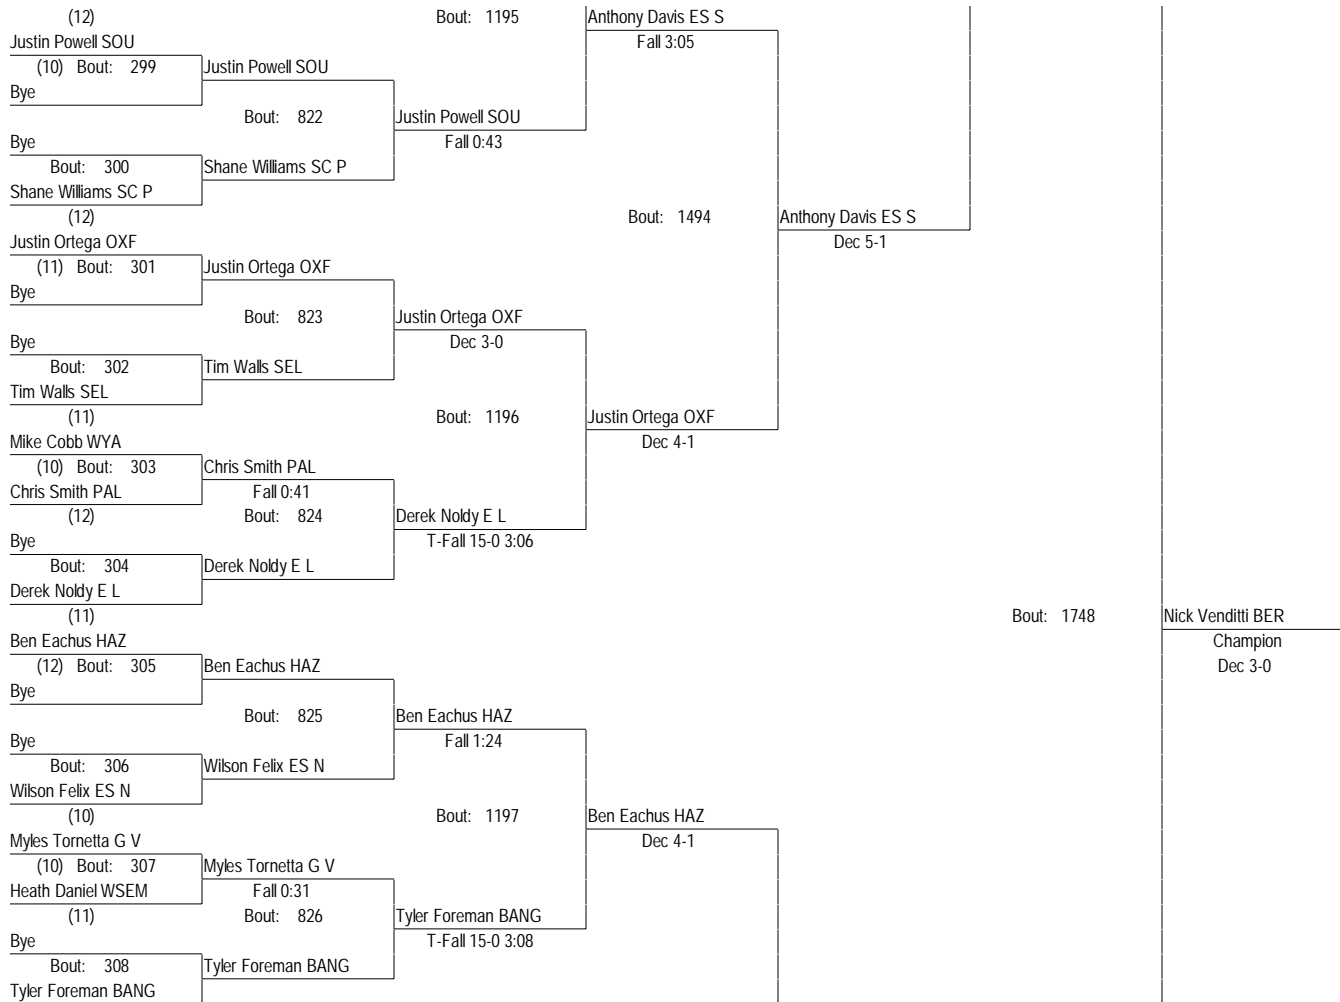 (12) Bout: 1195 Anthony Davis ES S
Justin Powell SOU Fall 3:05
(10) Bout: 299 Justin Powell SOU
Bye
Bout: 822 Justin Powell SOU
Bye Fall 0:43
Bout: 300 Shane Williams SC P
Shane Williams SC P
(12) Bout: 1494 Anthony Davis ES S
Justin Ortega OXF Dec 5-1
(11) Bout: 301 Justin Ortega OXF
Bye
Bout: 823 Justin Ortega OXF
Bye Dec 3-0
Bout: 302 Tim Walls SEL
Tim Walls SEL
(11) Bout: 1196 Justin Ortega OXF
Mike Cobb WYA Dec 4-1
(10) Bout: 303 Chris Smith PAL
Chris Smith PAL Fall 0:41
(12) Bout: 824 Derek Noldy E L
Bye T-Fall 15-0 3:06
Bout: 304 Derek Noldy E L
Derek Noldy E L
(11) Bout: 1748 Nick Venditti BER
Ben Eachus HAZ Champion
(12) Bout: 305 Ben Eachus HAZ Dec 3-0
Bye
Bout: 825 Ben Eachus HAZ
Bye Fall 1:24
Bout: 306 Wilson Felix ES N
Wilson Felix ES N
(10) Bout: 1197 Ben Eachus HAZ
Myles Tornetta G V Dec 4-1
(10) Bout: 307 Myles Tornetta G V
Heath Daniel WSEM Fall 0:31
(11) Bout: 826 Tyler Foreman BANG
Bye T-Fall 15-0 3:08
Bout: 308 Tyler Foreman BANG
Tyler Foreman BANG